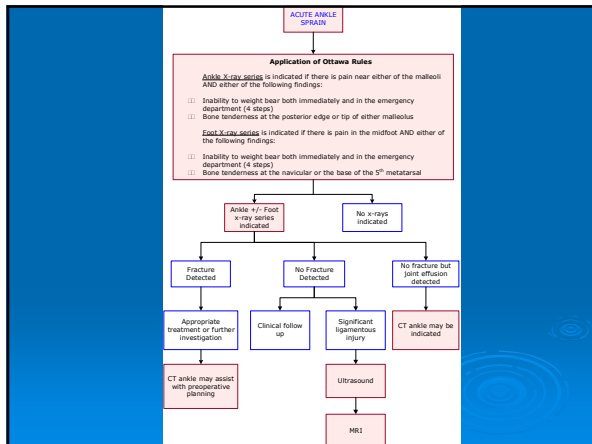 ACUTE ANKLE
SPRAIN
Application of Ottawa Rules
Ankle X-ray series is indicated if there is pain near either of the malleoli
AND either of the following findings:
Inability to weight bear both immediately and in the emergency
department (4 steps)
Bone tenderness at the posterior edge or tip of either malleolus
Foot X-ray series is indicated if there is pain in the midfoot AND either of
the following findings:
Inability to weight bear both immediately and in the emergency
department (4 steps)
Bone tenderness at the navicular or the base of the 5th metatarsal
Ankle +/- Foot
x-ray series
indicated
No x-rays
indicated
Fracture
Detected
No Fracture
Detected
No fracture but
joint effusion
detected
Appropriate
treatment or further
investigation
Clinical follow
up
Significant
ligamentous
injury
CT ankle may be
indicated
CT ankle may assist
with preoperative
planning
Ultrasound
MRI